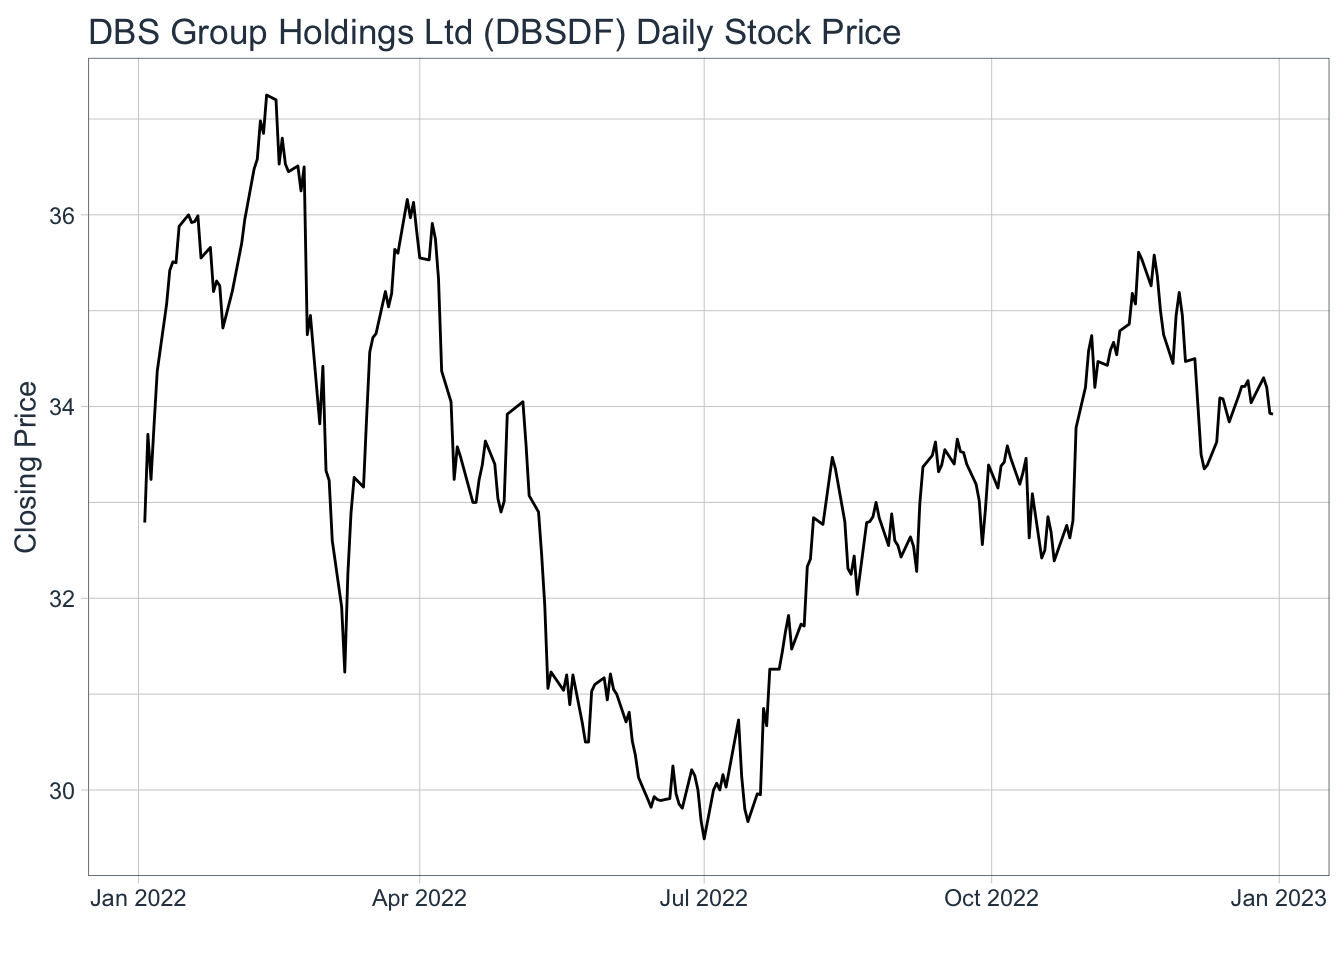 DBS Group Holdings Ltd (DBSDF) Daily Stock Price
Closing Price
36
34
32
30
Jan 2022
Apr 2022
Jul 2022
Oct 2022
Jan 2023